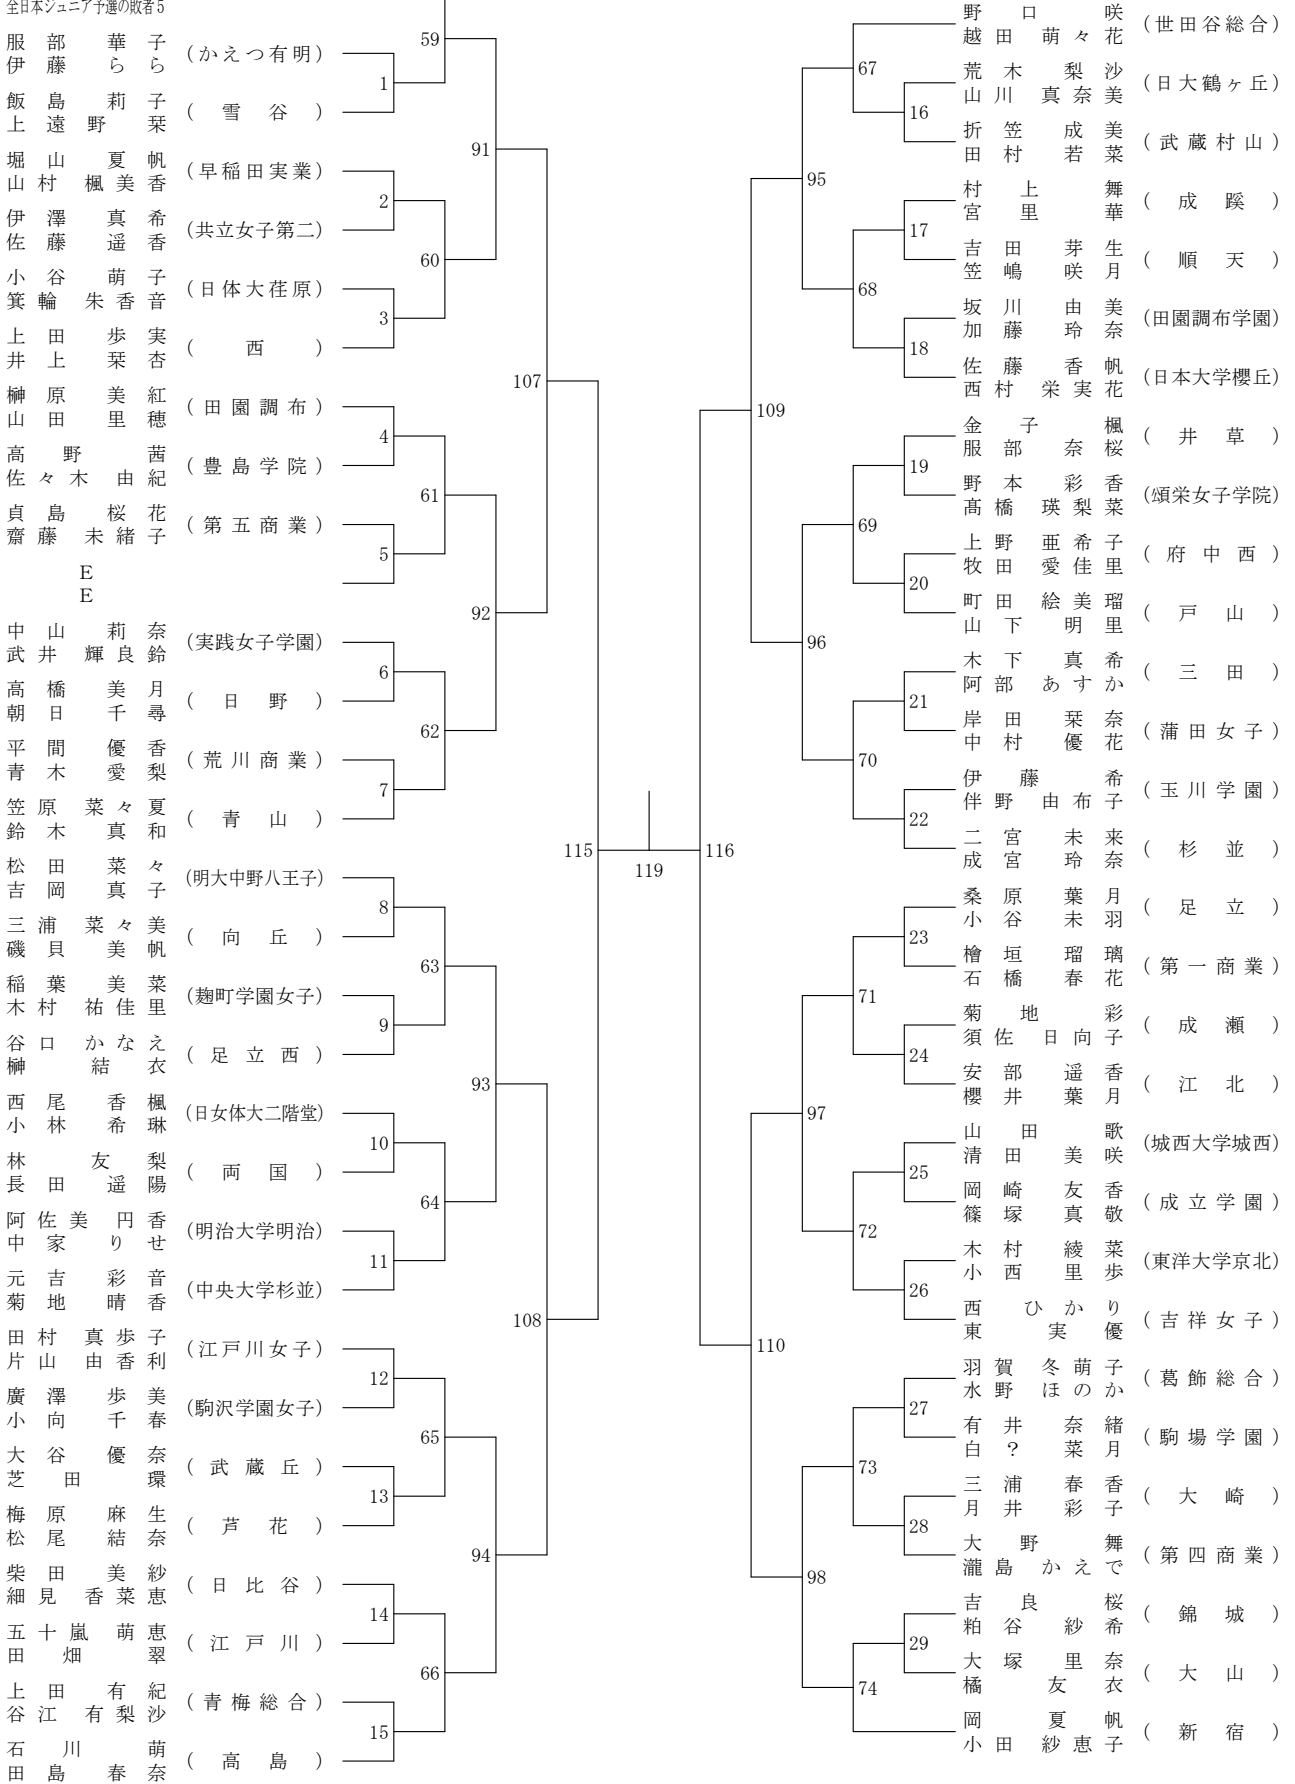 全日本ジュニア予選の敗者5
服部 華子
伊藤 らら
(かえつ有明)
飯島 莉子
上遠野 栞
(雪谷)
堀山 夏帆
山村 楓美香
(早稲田実業)
伊澤 真希
佐藤 遥香
(共立女子第二)
小谷 萌子
箕輪 朱香音
(日体大荏原)
上田 歩実
井上 栞杏
(西)
榊原 美紅
山田 里穂
(田園調布)
高野 茜
佐々木 由紀
(豊島学院)
貞島 桜花
齋藤 未緒子
(第五商業)
E
E
中山 莉奈
武井 輝良鈴
(実践女子学園)
高橋 美月
朝日 千尋
(日野)
平間 優香
青木 愛梨
(荒川商業)
笠原 菜々夏
鈴木 真和
(青山)
松田 菜々
吉岡 真子
(明大中野八王子)
三浦 菜々美
磯貝 美帆
(向丘)
稲葉 美菜
木村 祐佳里
(麹町学園女子)
谷口 かなえ
榊 結衣
(足立西)
西尾 香楓
小林 希琳
(日女体大二階堂)
林 友梨
長田 遥陽
(両国)
阿佐美 円香
中家 りせ
(明治大学明治)
元吉 彩音
菊地 晴香
(中央大学杉並)
田村 真歩子
片山 由香利
(江戸川女子)
廣澤 歩美
小向 千春
(駒沢学園女子)
大谷 優奈
芝田 環
(武蔵丘)
梅原 麻生
松尾 結奈
(芦花)
柴田 美紗
細見 香菜恵
(日比谷)
五十嵐 萌恵
田畑 翠
(江戸川)
上田 有紀
谷江 有梨沙
(青梅総合)
石川 萌
田島 春奈
(高島)
1
2
3
4
5
6
7
8
9
10
11
12
13
14
15
59
60
61
62
63
64
65
66
91
92
93
94
107
108
115
119
116
109
110
95
96
97
98
67
68
69
70
71
72
73
74
16
17
18
19
20
21
22
23
24
25
26
27
28
29
野口 咲
越田 萌々花
(世田谷総合)
荒木 梨沙
山川 真奈美
(日大鶴ヶ丘)
折笠 成美
田村 若菜
(武蔵村山)
村上 舞
宮里 華
(成蹊)
吉田 芽生
笠嶋 咲月
(順天)
坂川 由美
加藤 玲奈
(田園調布学園)
佐藤 香帆
西村 栄実花
(日本大学櫻丘)
金子 楓
服部 奈桜
(井草)
野本 彩香
髙橋 瑛梨菜
(頌栄女子学院)
上野 亜希子
牧田 愛佳里
(府中西)
町田 絵美瑠
山下 明里
(戸山)
木下 真希
阿部 あすか
(三田)
岸田 栞奈
中村 優花
(蒲田女子)
伊藤 希
伴野 由布子
(玉川学園)
二宮 未来
成宮 玲奈
(杉並)
桑原 葉月
小谷 未羽
(足立)
檜垣 瑠璃
石橋 春花
(第一商業)
菊地 彩
須佐 日向子
(成瀬)
安部 遥香
櫻井 葉月
(江北)
山田 歌
清田 美咲
(城西大学城西)
岡崎 友香
篠塚 真敬
(成立学園)
木村 綾菜
小西 里歩
(東洋大学京北)
西 ひかり
東 実優
(吉祥女子)
羽賀 冬萌子
水野 ほのか
(葛飾総合)
有井 奈緒
白? 菜月
(駒場学園)
三浦 春香
月井 彩子
(大崎)
大野 舞
瀧島 かえで
(第四商業)
吉良 桜
粕谷 紗希
(錦城)
大塚 里奈
橘 友衣
(大山)
岡 夏帆
小田 紗恵子
(新宿)